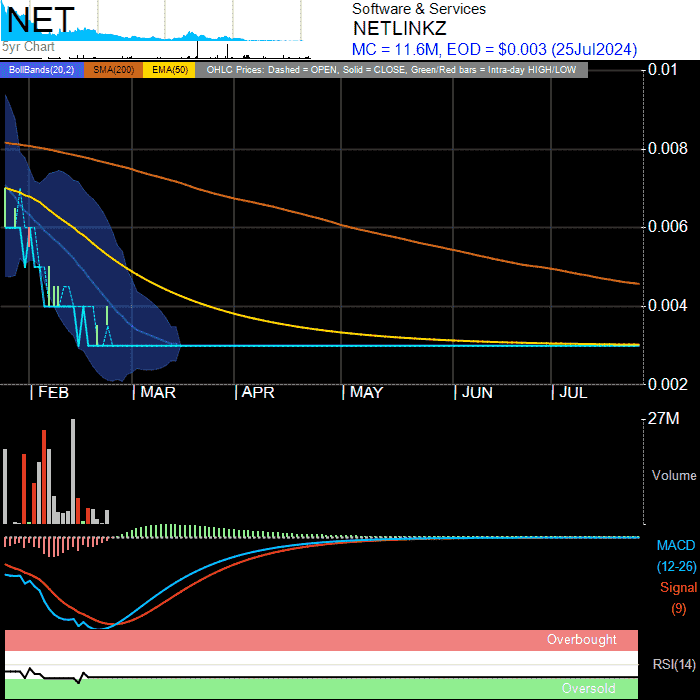 NET
5yr Chart
Software & Services
NETLINKZ
MC = 11.6M, EOD = $0.003 (25Jul2024)
BollBands(20,2) SMA(200) EMA(50) OHLC Prices: Dashed = OPEN, Solid = CLOSE, Green/Red bars = Intra-day HIGH/LOW
0.01
0.008
0.006
0.004
0.002
FEB MAR APR MAY JUN JUL
27M
Volume
MACD
(12-26)
Signal
(9)
Overbought
RSI(14)
Oversold